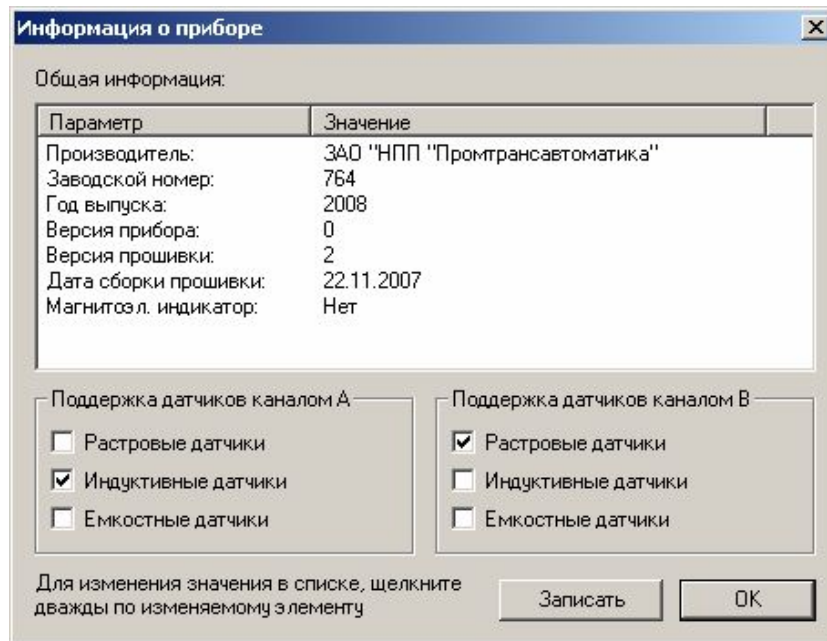 Информация о приборе
Общая информация:
Параметр Значение
Производитель: ЗАО "НПП "Промтрансавтоматика"
Заводской номер: 764
Год выпуска: 2008
Версия прибора: 0
Версия прошивки: 2
Дата сборки прошивки: 22.11.2007
Магнитоэл. индикатор: Нет
Поддержка датчиков каналом А Поддержка датчиков каналом В
Растровые датчики Растровые датчики
Индуктивные датчики Индуктивные датчики
Емкостные датчики Емкостные датчики
Для изменения значения в списке, щелкните
дважды по изменяемому элементу
Записать OK